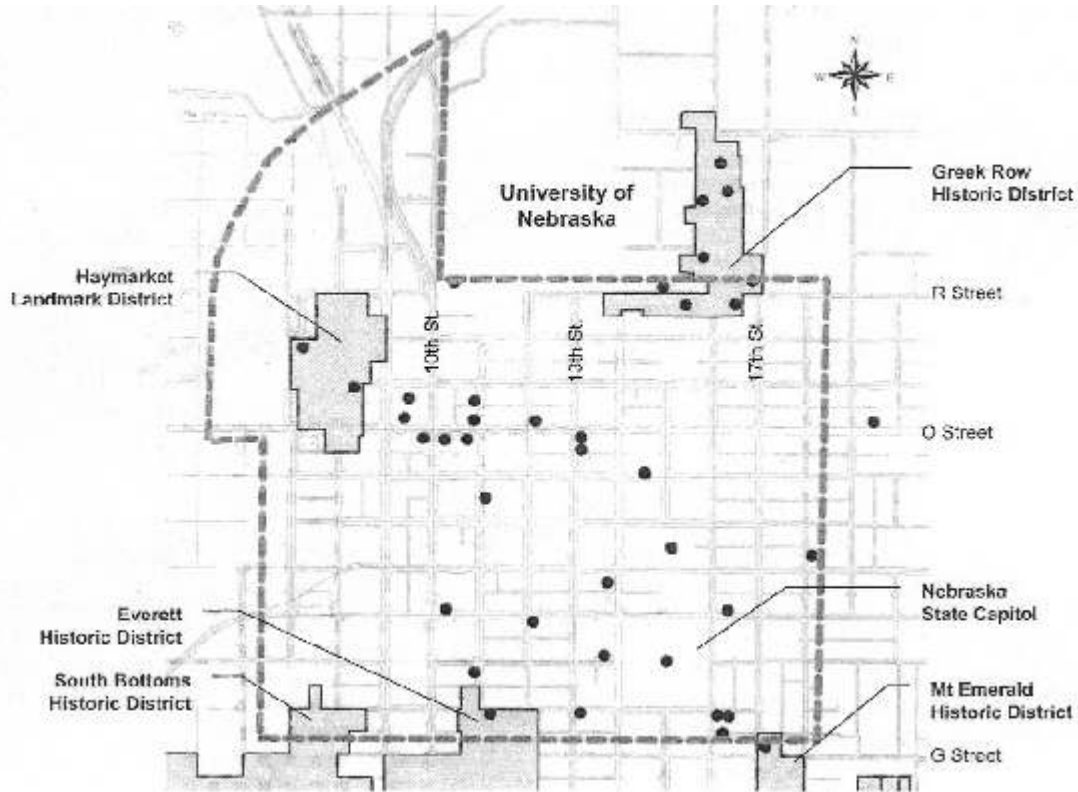 N
W
E
S
University of
Nebraska
Greek Row
Historic District
Haymarket
Landmark District
R Street
10th St.
13th St.
17th St.
O Street
Nebraska
State Capitol
Everett
Historic District
South Bottoms
Historic District
Mt Emerald
Historic District
G Street